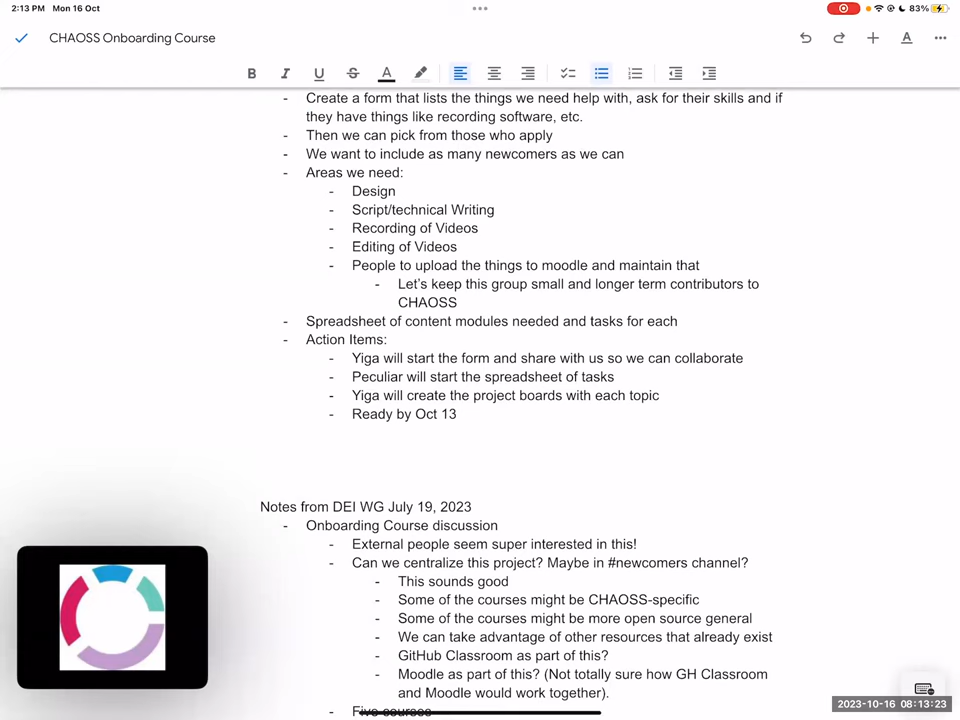 2:13 PM Mon 16 Oct
83%
CHAOSS Onboarding Course
B I U S A
- Create a form that lists the things we need help with, ask for their skills and if
they have things like recording software, etc.
- Then we can pick from those who apply
- We want to include as many newcomers as we can
- Areas we need:
- Design
- Script/technical Writing
- Recording of Videos
- Editing of Videos
- People to upload the things to moodle and maintain that
- Let's keep this group small and longer term contributors to
CHAOSS
- Spreadsheet of content modules needed and tasks for each
- Action Items:
- Yiga will start the form and share with us so we can collaborate
- Peculiar will start the spreadsheet of tasks
- Yiga will create the project boards with each topic
- Ready by Oct 13
Notes from DEI WG July 19, 2023
- Onboarding Course discussion
- External people seem super interested in this!
- Can we centralize this project? Maybe in #newcomers channel?
- This sounds good
- Some of the courses might be CHAOSS-specific
- Some of the courses might be more open source general
- We can take advantage of other resources that already exist
- GitHub Classroom as part of this?
- Moodle as part of this? (Not totally sure how GH Classroom
and Moodle would work together).
- Five courses
2023-10-16 08:13:23